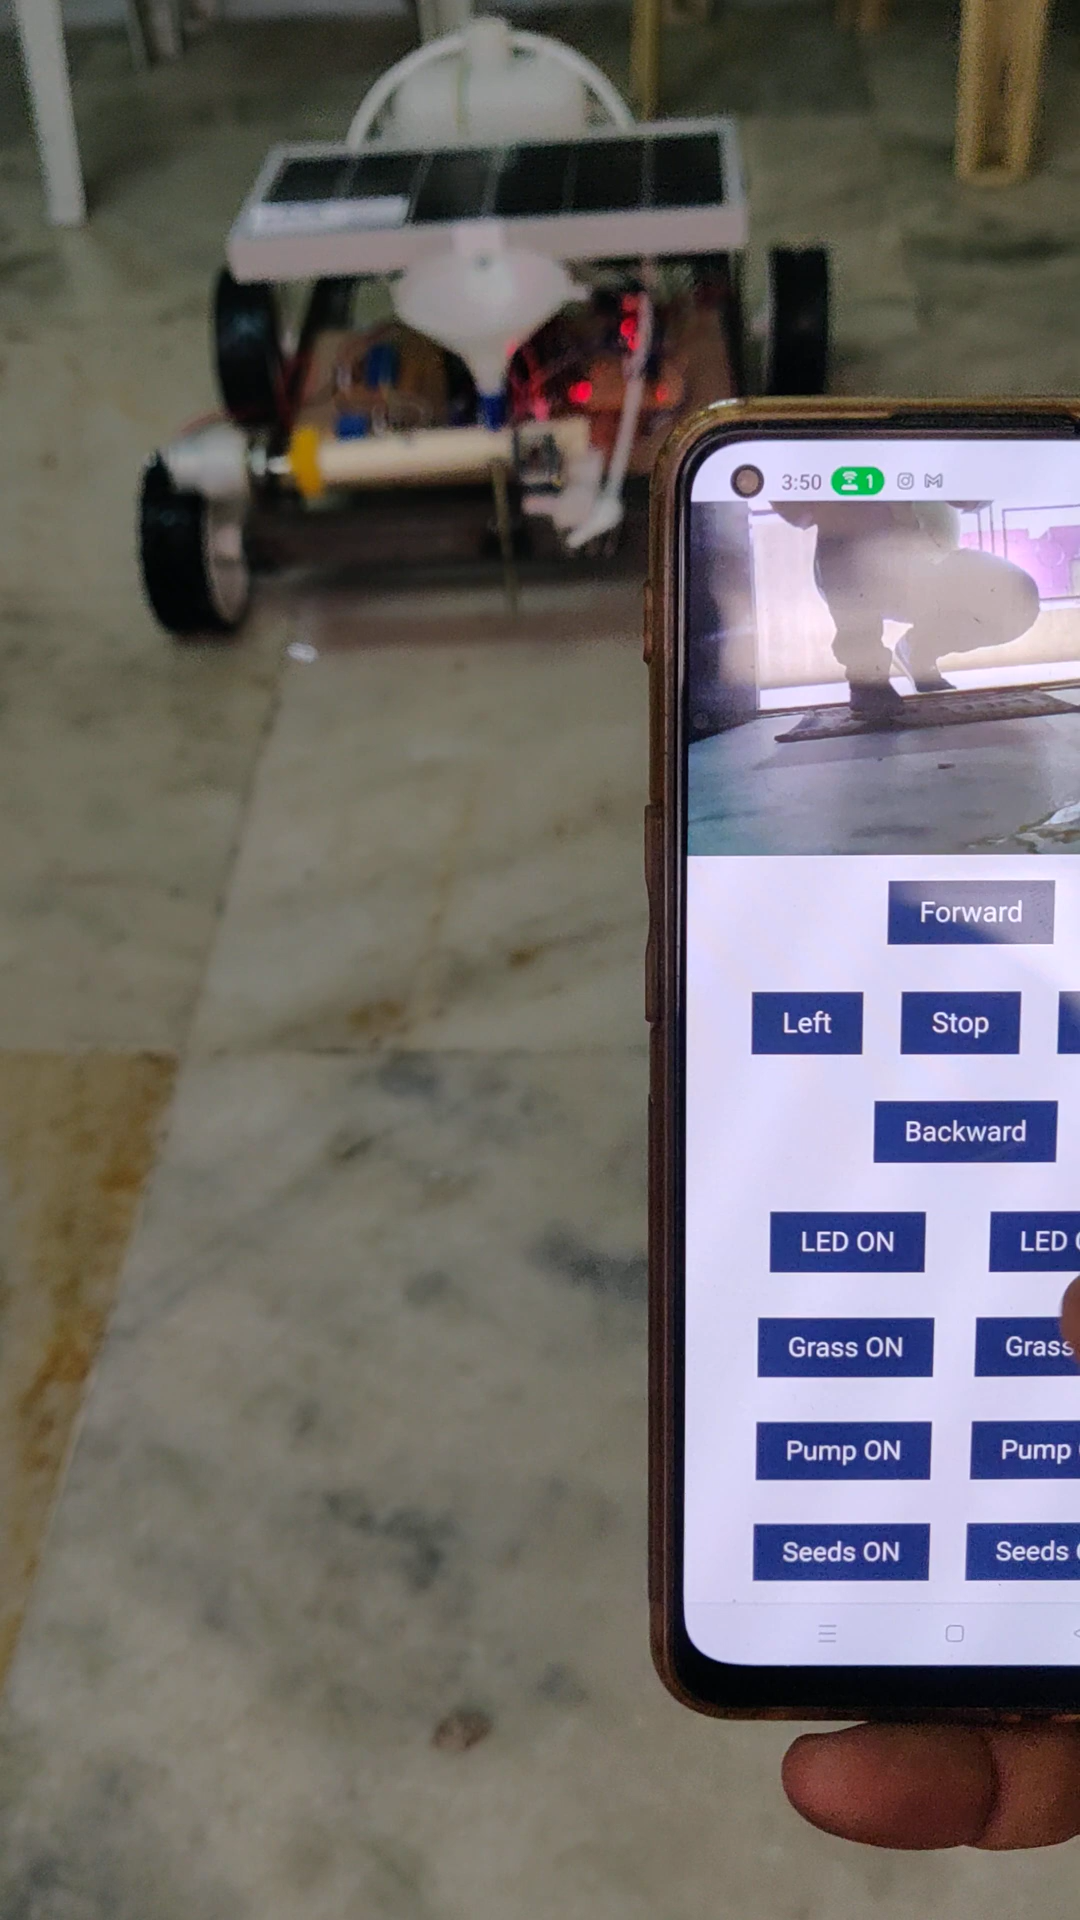 3:50 1
Forward
Left Stop
Backward
LED ON LED
Grass ON Grass
Pump ON Pump
Seeds ON Seeds